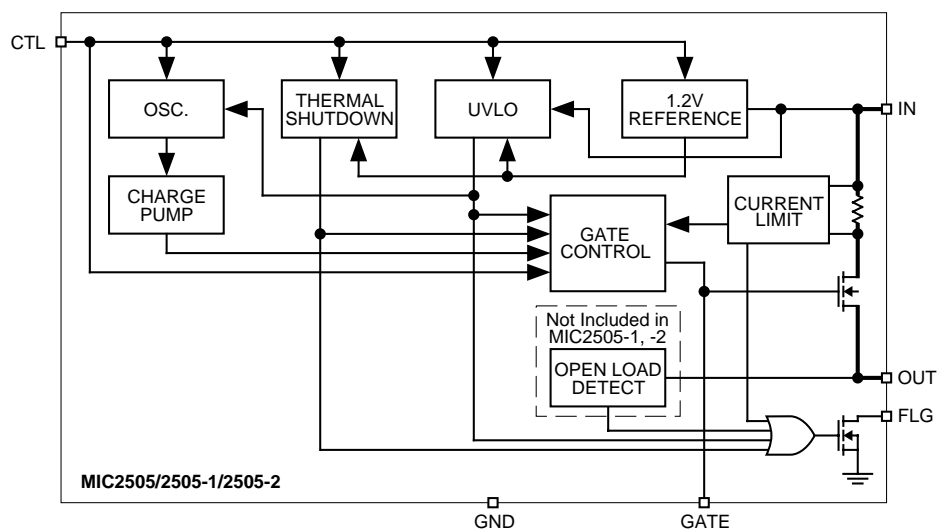 CTL
OSC.
THERMAL
SHUTDOWN
UVLO
1.2V
REFERENCE
IN
CHARGE
PUMP
GATE
CONTROL
CURRENT
LIMIT
Not Included in
MIC2505-1, -2
OPEN LOAD
DETECT
OUT
FLG
MIC2505/2505-1/2505-2
GND
GATE